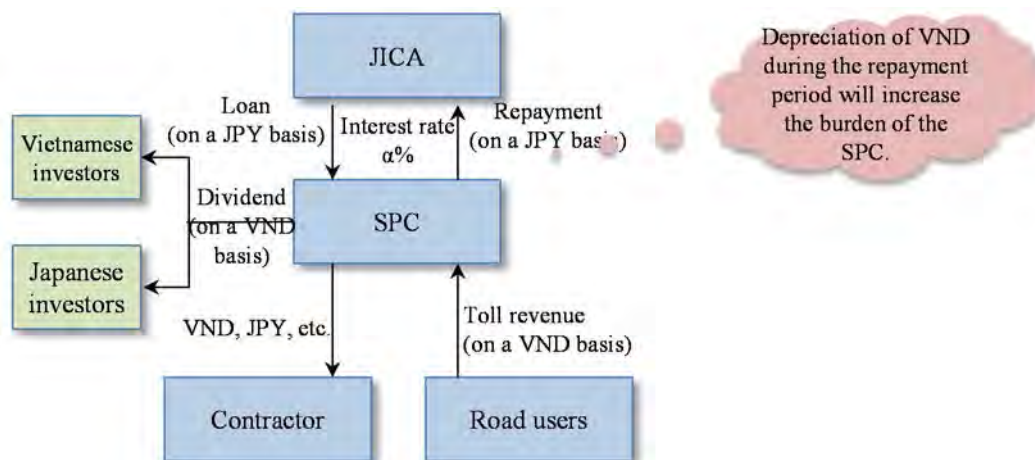 JICA
Depreciation of VND
during the repayment
period will increase
the burden of the
SPC.
Loan
(on a JPY basis)
Interest rate
α%
Repayment
(on a JPY basis)
Vietnamese
investors
Dividend
(on a VND
basis)
SPC
Japanese
investors
VND, JPY, etc.
Toll revenue
(on a VND basis)
Contractor
Road users